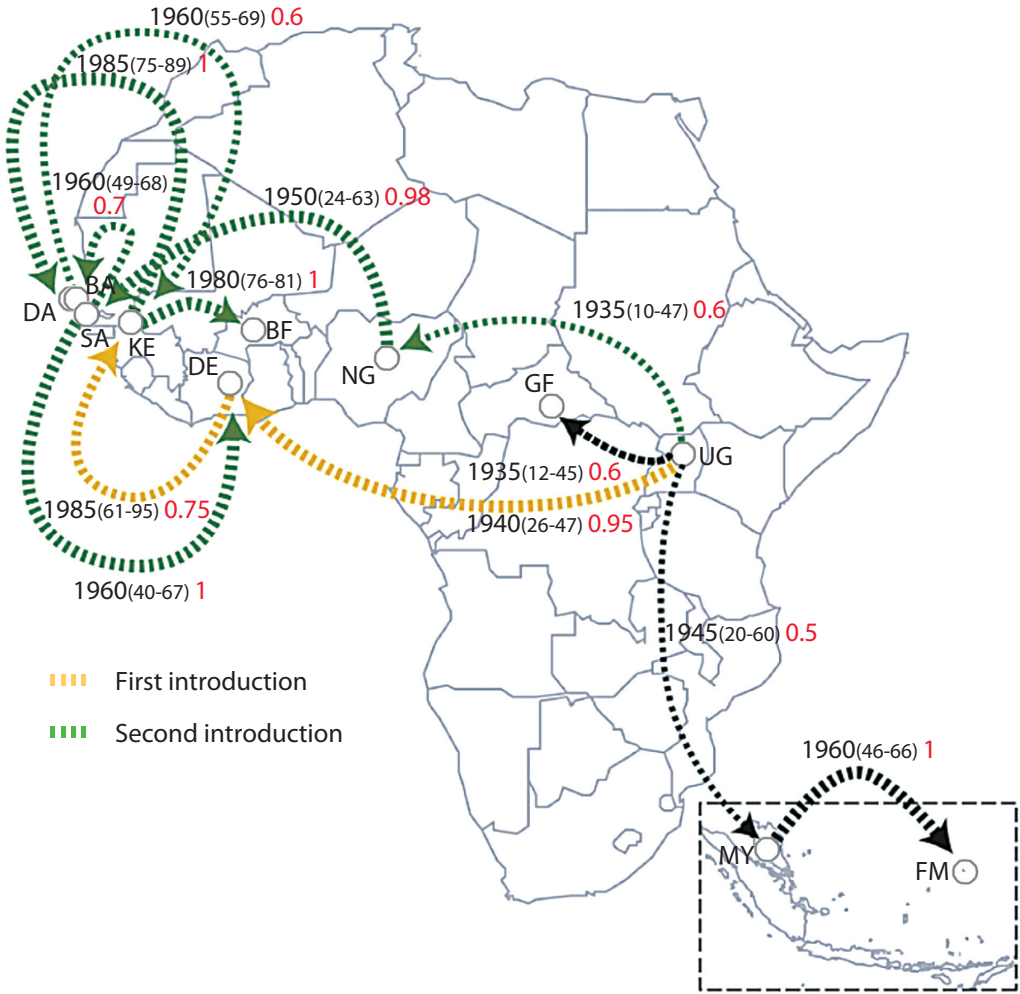 1960(55-69) 0.6
1985(75-89) 1
1960(49-68)
0.7
1950(24-63) 0.98
1980(76-81) 1
BA
DA
SA
KE
BF
1935(10-47) 0.6
DE
NG
GF
UG
1935(12-45) 0.6
1985(61-95) 0.75
1940(26-47) 0.95
1960(40-67) 1
1945(20-60) 0.5
First introduction
Second introduction
1960(46-66) 1
MY
FM